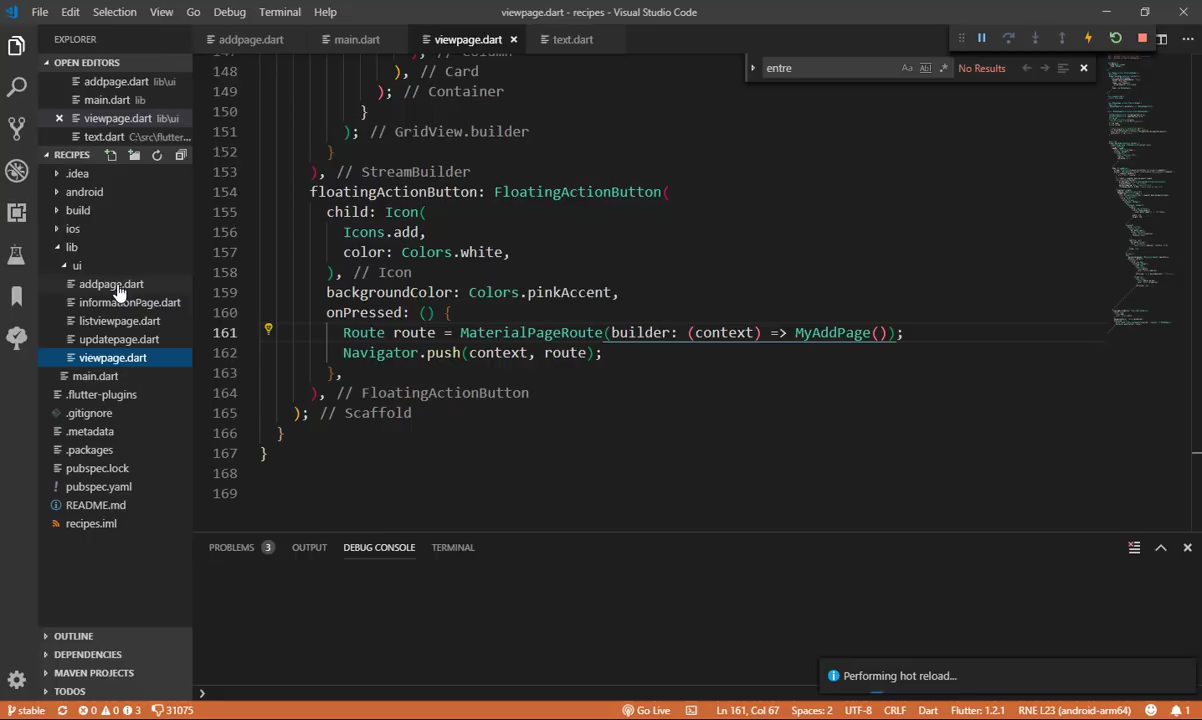 File Edit Selection View Go Debug Terminal Help
viewpage.dart - recipes - Visual Studio Code
EXPLORER
OPEN EDITORS
addpage.dart lib\ui
main.dart lib
viewpage.dart lib\ui
text.dart C:\src\flutter...
RECIPES
.idea
android
build
ios
lib
ui
addpage.dart
informationPage.dart
listviewpage.dart
updatepage.dart
viewpage.dart
main.dart
.flutter-plugins
.gitignore
.metadata
.packages
pubspec.lock
pubspec.yaml
README.md
recipes.iml
OUTLINE
DEPENDENCIES
MAVEN PROJECTS
TODOS
addpage.dart main.dart viewpage.dart text.dart
entre
Aa Abl .* No Results
148 ), // Card
149 ); // Container
150 }
151 ); // GridView.builder
152 }
153 ), // StreamBuilder
154 floatingActionButton: FloatingActionButton(
155 child: Icon(
156 Icons.add,
157 color: Colors.white,
158 ), // Icon
159 backgroundColor: Colors.pinkAccent,
160 onPressed: () {
161 Route route = MaterialPageRoute(builder: (context) => MyAddPage());
162 Navigator.push(context, route);
163 },
164 ), // FloatingActionButton
165 ); // Scaffold
166 }
167 }
168
169
PROBLEMS 3 OUTPUT DEBUG CONSOLE TERMINAL
Performing hot reload...
stable 0 0 3 31075 Go Live Ln 161, Col 67 Spaces: 2 UTF-8 CRLF Dart Flutter: 1.2.1 RNE L23 (android-arm64) 1